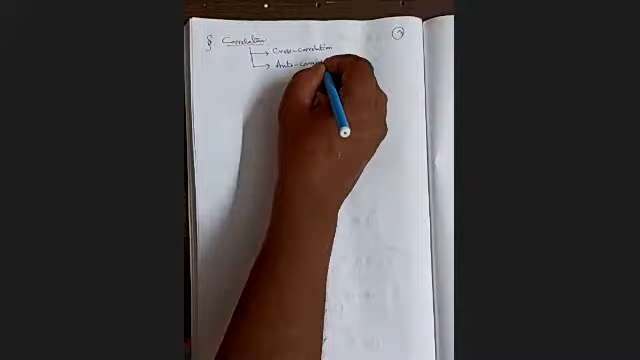 § Correlation
→ Cross-correlation
→ Auto-